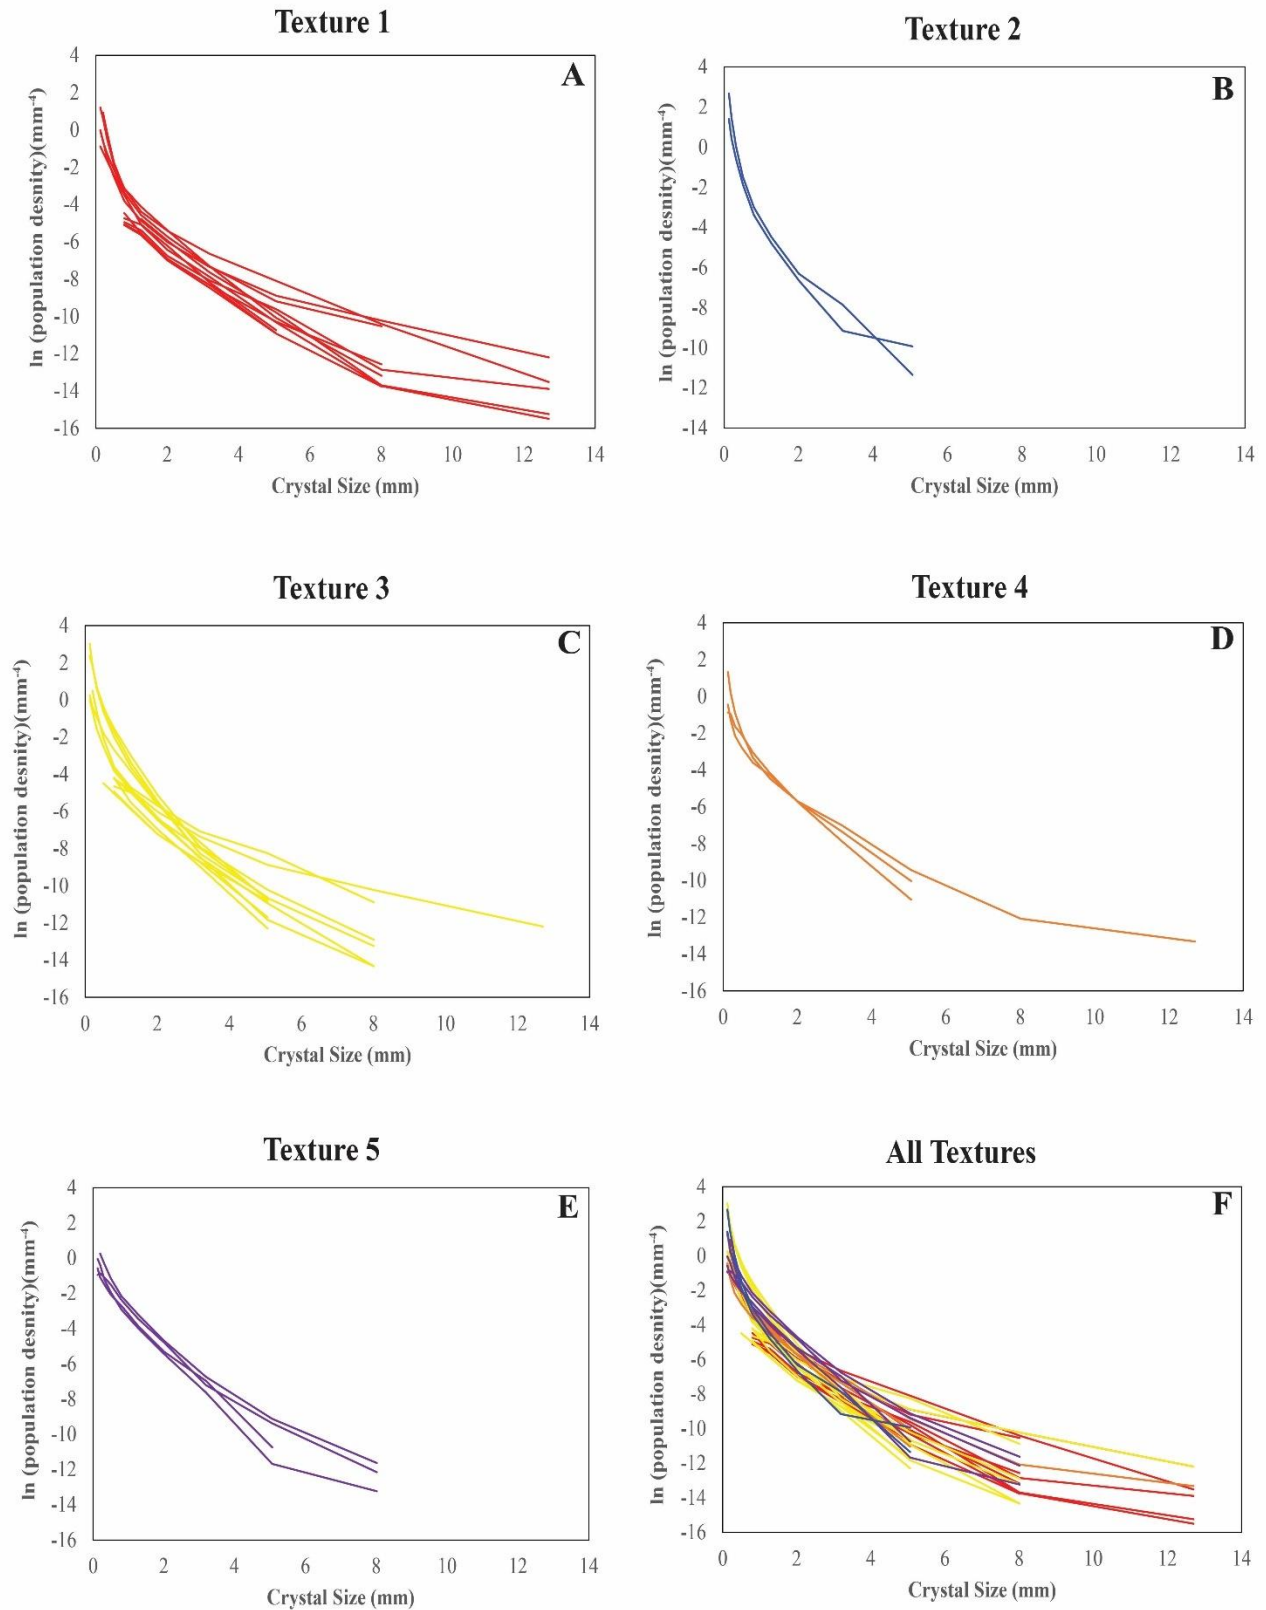 Texture 1
A
4
2
0
-2
-4
-6
-8
-10
-12
-14
-16
ln (population desnity)(mm⁻⁴)
0 2 4 6 8 10 12 14
Crystal Size (mm)
Texture 2
B
4
2
0
-2
-4
-6
-8
-10
-12
-14
ln (population desnity)(mm⁻⁴)
0 2 4 6 8 10 12 14
Crystal Size (mm)
Texture 3
C
4
2
0
-2
-4
-6
-8
-10
-12
-14
-16
ln (population desnity)(mm⁻⁴)
0 2 4 6 8 10 12 14
Crystal Size (mm)
Texture 4
D
4
2
0
-2
-4
-6
-8
-10
-12
-14
-16
ln (population desnity)(mm⁻⁴)
0 2 4 6 8 10 12 14
Crystal Size (mm)
Texture 5
E
4
2
0
-2
-4
-6
-8
-10
-12
-14
-16
ln (population desnity)(mm⁻⁴)
0 2 4 6 8 10 12 14
Crystal Size (mm)
All Textures
F
4
2
0
-2
-4
-6
-8
-10
-12
-14
-16
ln (population desnity)(mm⁻⁴)
0 2 4 6 8 10 12 14
Crystal Size (mm)